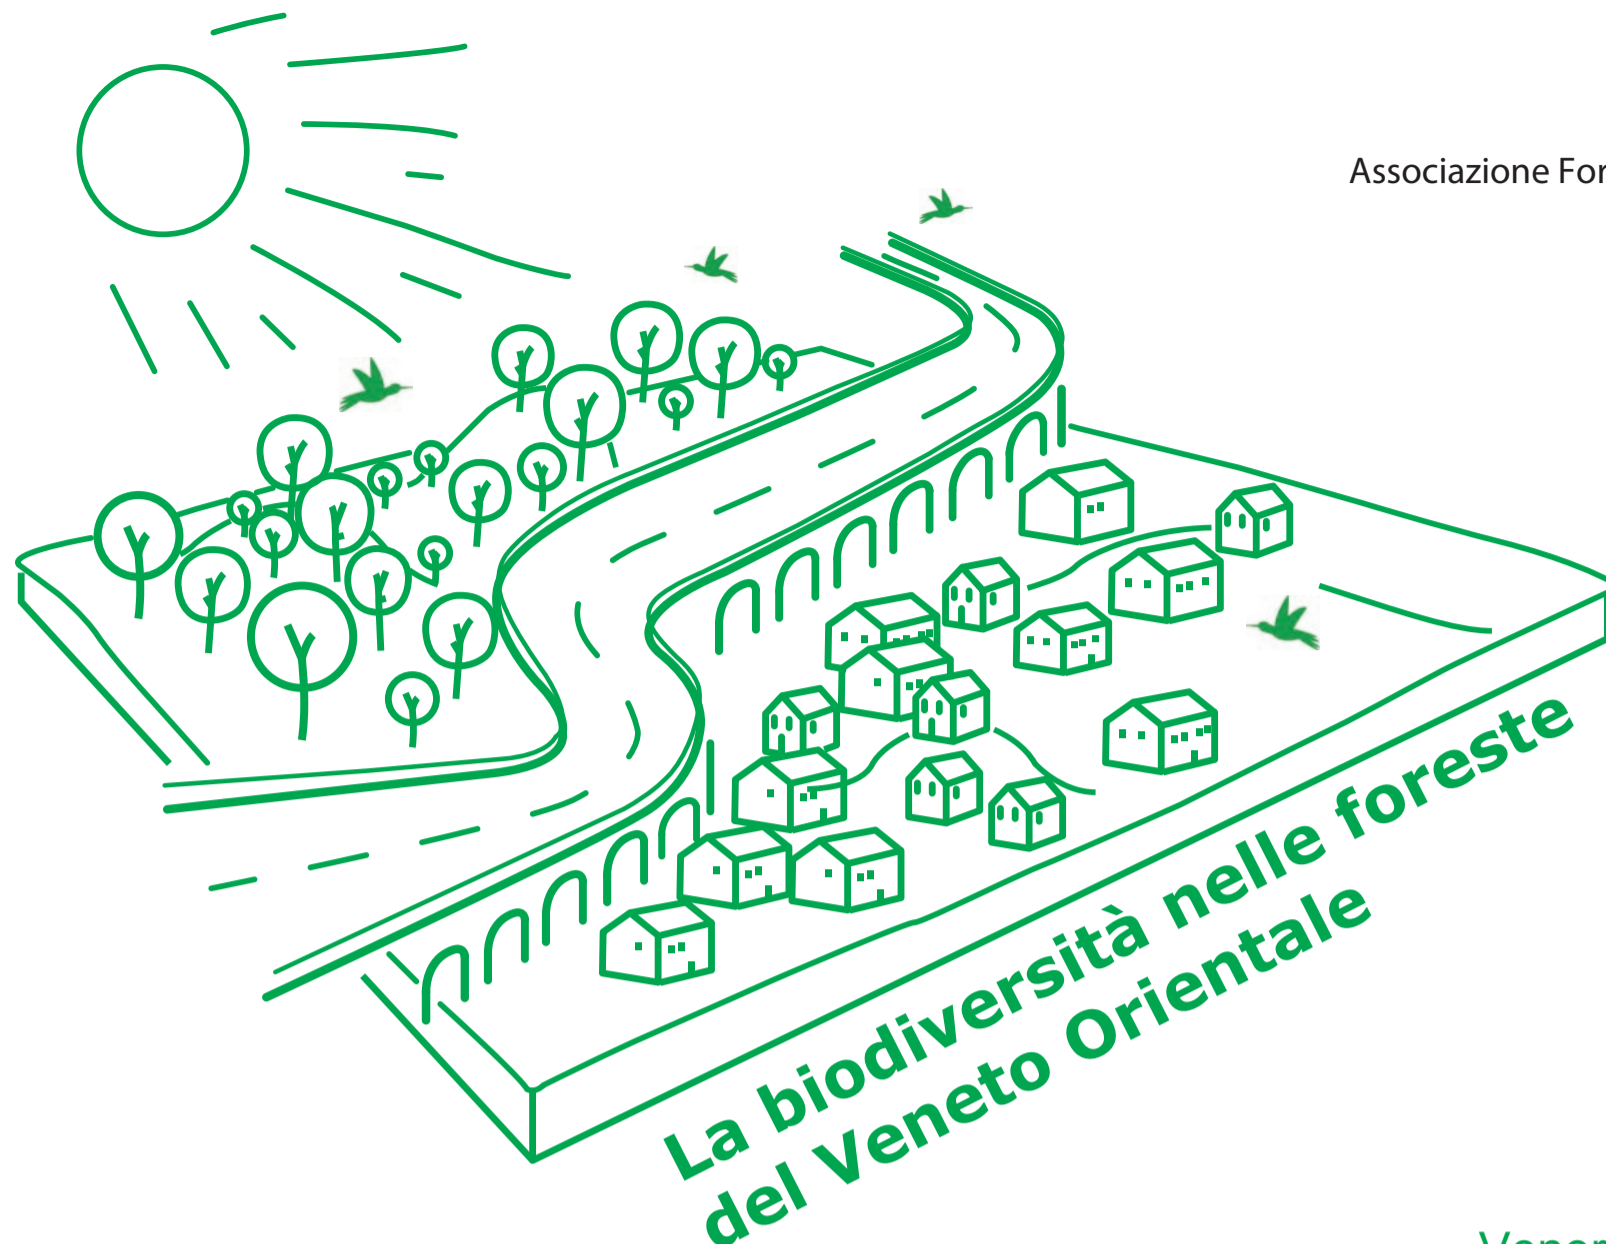 Associazione
La biodiversità nelle foreste
del Veneto Orientale